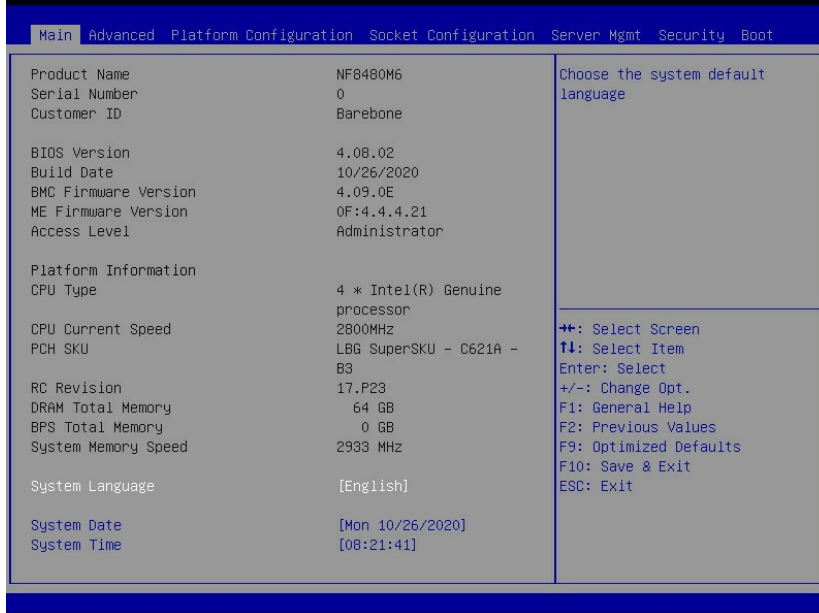 Main Advanced Platform Configuration Socket Configuration Server Mgmt Security Boot
Product Name NF8480M6
Serial Number 0
Customer ID Barebone
BIOS Version 4.08.02
Build Date 10/26/2020
BMC Firmware Version 4.09.0E
ME Firmware Version 0F:4.4.4.21
Access Level Administrator
Platform Information
CPU Type 4 * Intel(R) Genuine
processor
CPU Current Speed 2800MHz
PCH SKU LBG SuperSKU - C621A -
B3
RC Revision 17.P23
DRAM Total Memory 64 GB
BPS Total Memory 0 GB
System Memory Speed 2933 MHz
System Language [English]
System Date [Mon 10/26/2020]
System Time [08:21:41]
Choose the system default
language
→←: Select Screen
↑↓: Select Item
Enter: Select
+/-: Change Opt.
F1: General Help
F2: Previous Values
F9: Optimized Defaults
F10: Save & Exit
ESC: Exit